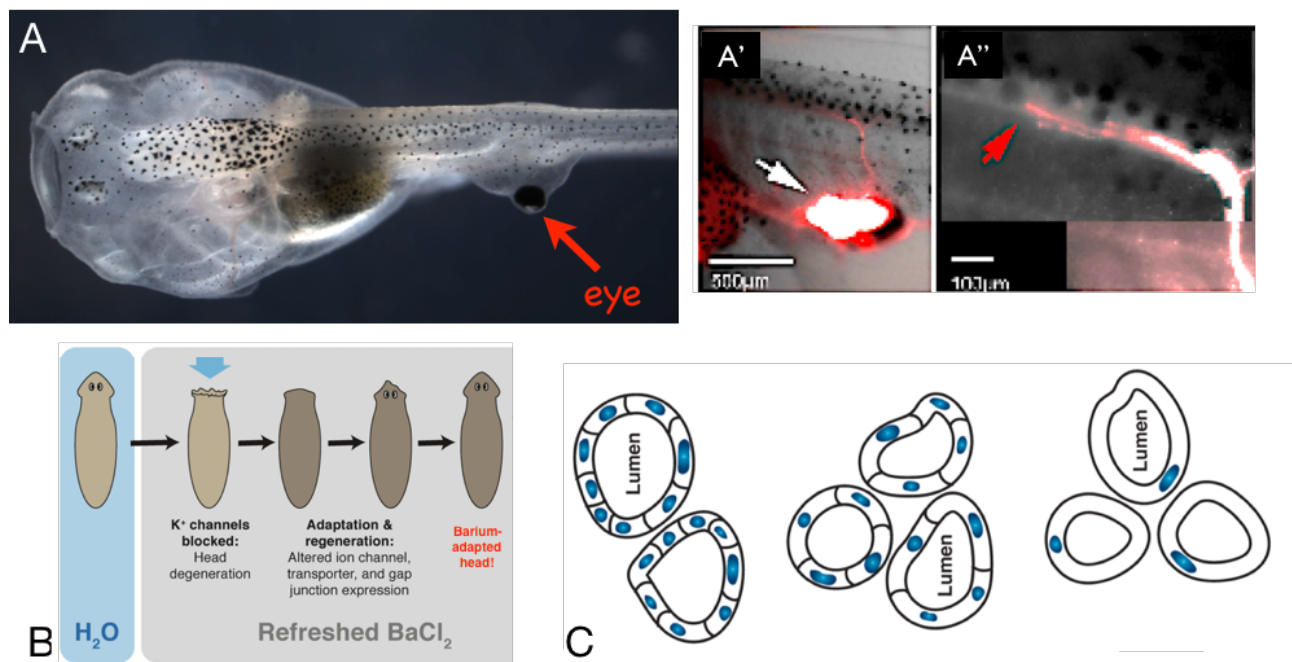 A
eye
A'
500μm
A''
100μm
K⁺ channels
blocked:
Head
degeneration
Adaptation &
regeneration:
Altered ion channel,
transporter, and gap
junction expression
Barium-
adapted
head!
B
H₂O
Refreshed BaCl₂
Lumen
Lumen
Lumen
C